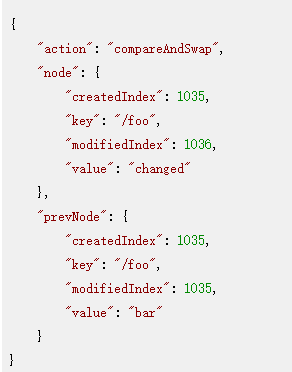 {
    "action": "compareAndSwap",
    "node": {
        "createdIndex": 1035,
        "key": "/foo",
        "modifiedIndex": 1036,
        "value": "changed"
    },
    "prevNode": {
        "createdIndex": 1035,
        "key": "/foo",
        "modifiedIndex": 1035,
        "value": "bar"
    }
}